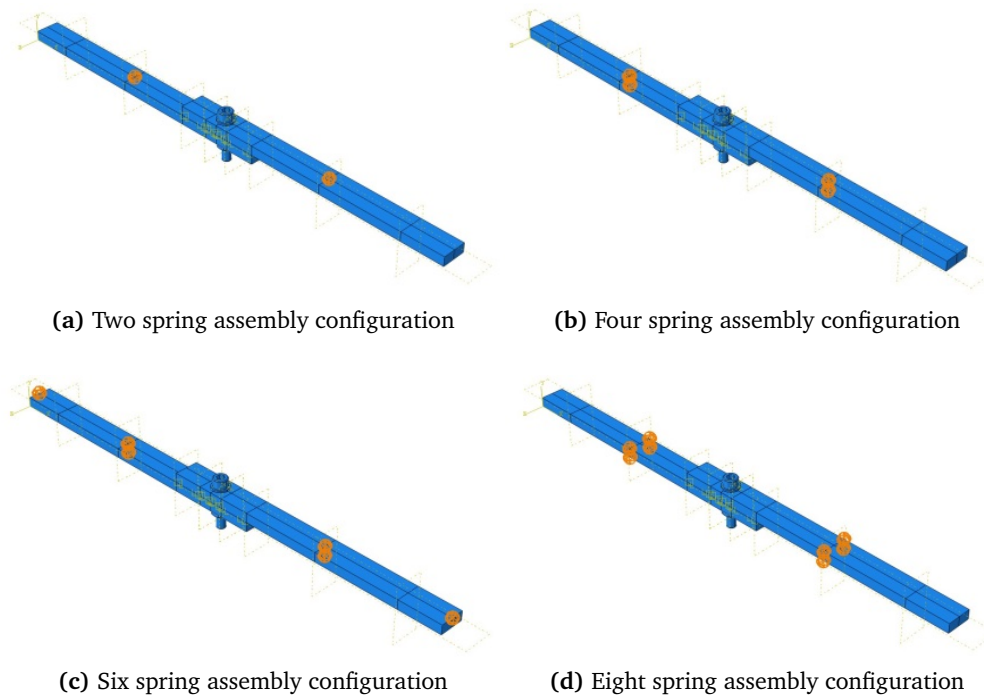 (a) Two spring assembly configuration
(b) Four spring assembly configuration
(c) Six spring assembly configuration
(d) Eight spring assembly configuration